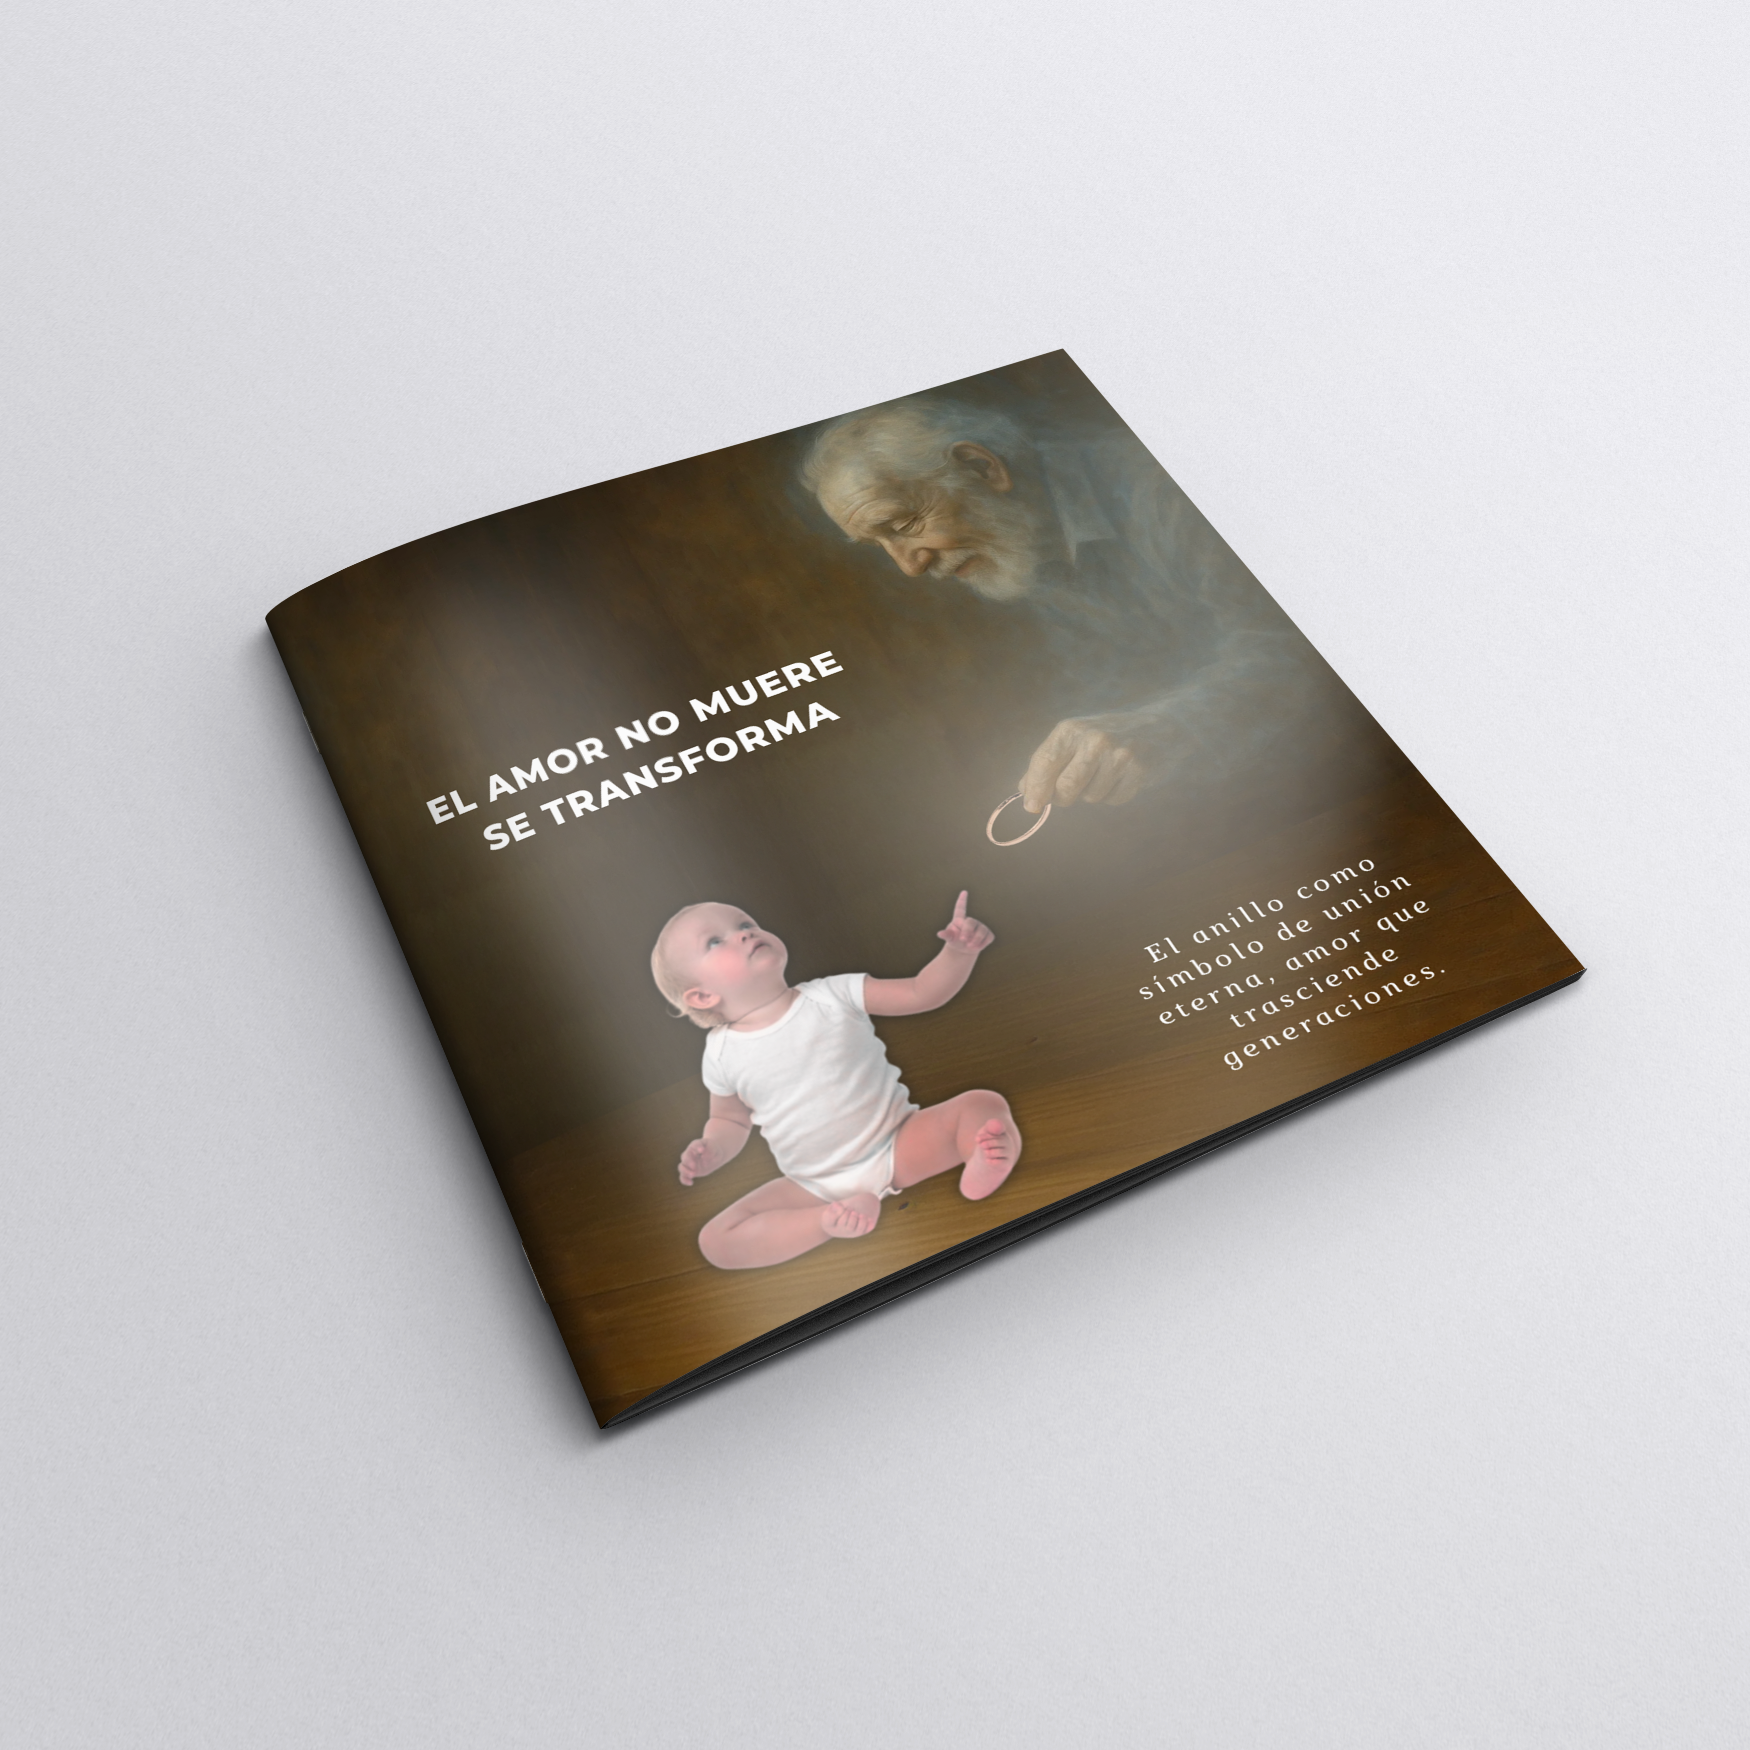 EL AMOR NO MUERE
SE TRANSFORMA
El anillo como
símbolo de unión
eterna, amor que
trasciende
generaciones.